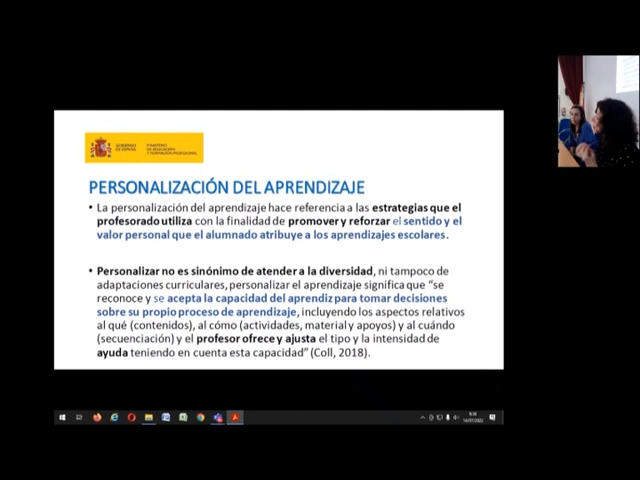 GOBIERNO
DE ESPAÑA
MINISTERIO
DE EDUCACIÓN
Y FORMACIÓN PROFESIONAL
PERSONALIZACIÓN DEL APRENDIZAJE
• La personalización del aprendizaje hace referencia a las estrategias que el
profesorado utiliza con la finalidad de promover y reforzar el sentido y el
valor personal que el alumnado atribuye a los aprendizajes escolares.
• Personalizar no es sinónimo de atender a la diversidad, ni tampoco de
adaptaciones curriculares, personalizar el aprendizaje significa que “se
reconoce y se acepta la capacidad del aprendiz para tomar decisiones
sobre su propio proceso de aprendizaje, incluyendo los aspectos relativos
al qué (contenidos), al cómo (actividades, material y apoyos) y al cuándo
(secuenciación) y el profesor ofrece y ajusta el tipo y la intensidad de
ayuda teniendo en cuenta esta capacidad” (Coll, 2018).